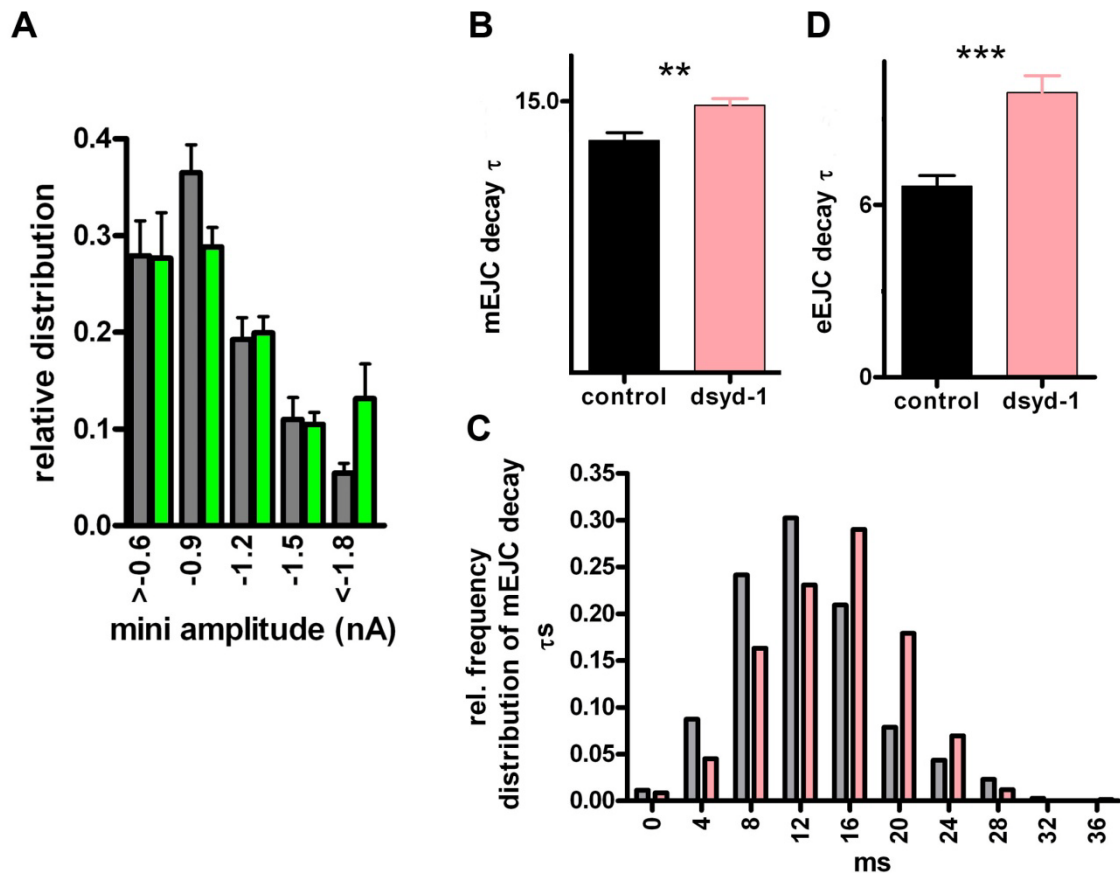 A
relative distribution
0.4
0.3
0.2
0.1
0.0
>-0.6
-0.9
-1.2
-1.5
<-1.8
mini amplitude (nA)
B
mEJC decay τ
15.0
**
control
dsyd-1
D
eEJC decay τ
6
0
***
control
dsyd-1
C
rel. frequency
distribution of mEJC decay
τs
0.35
0.30
0.25
0.20
0.15
0.10
0.05
0.00
0
4
8
12
16
20
24
28
32
36
ms